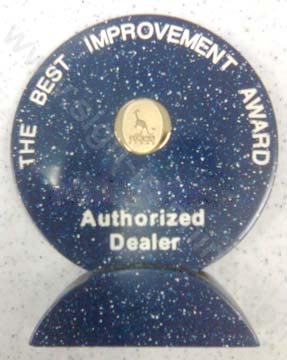 THE BEST IMPROVEMENT AWARD
Authorized
Dealer